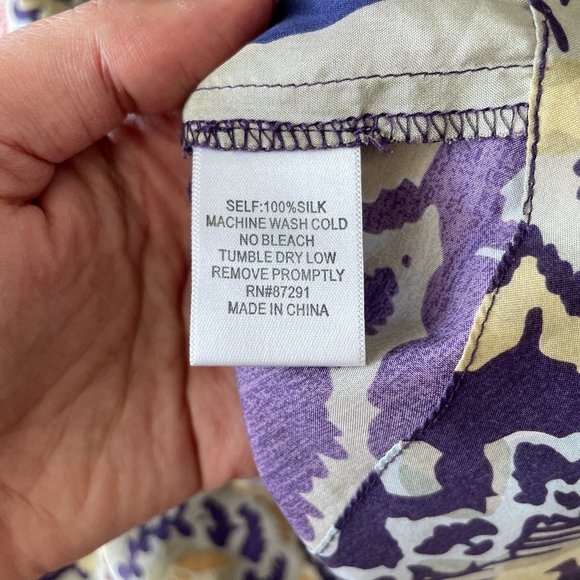 SELF:100%SILK
MACHINE WASH COLD
NO BLEACH
TUMBLE DRY LOW
REMOVE PROMPTLY
RN#87291
MADE IN CHINA